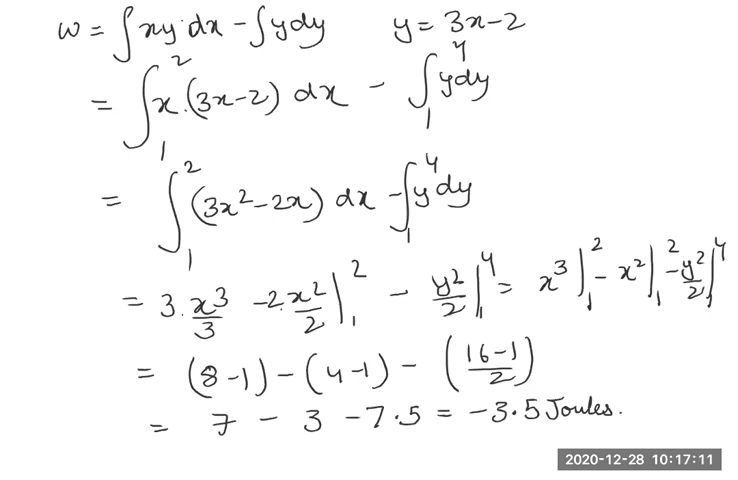 w = ∫ xy dx - ∫ y dy    y = 3x - 2
= ∫₁² x.(3x-2) dx - ∫₁⁴ y dy
= ∫₁² (3x² - 2x) dx - ∫₁⁴ y dy
= 3. x³/3 - 2. x²/2 |₁² - y²/2 |₁⁴ = x³ |₁² - x² |₁² - y²/2 |₁⁴
= (8-1) - (4-1) - (16-1/2)
= 7 - 3 - 7.5 = -3.5 Joules.
2020-12-28 10:17:11